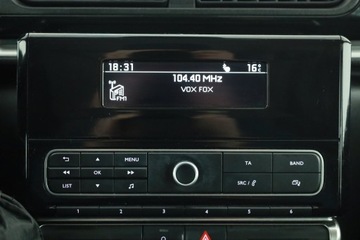 18:31 16°c
104.40 MHz
FM1
VOX FOX
MENU TA BAND
OK
LIST SRC /
1 2 3 4 5 6